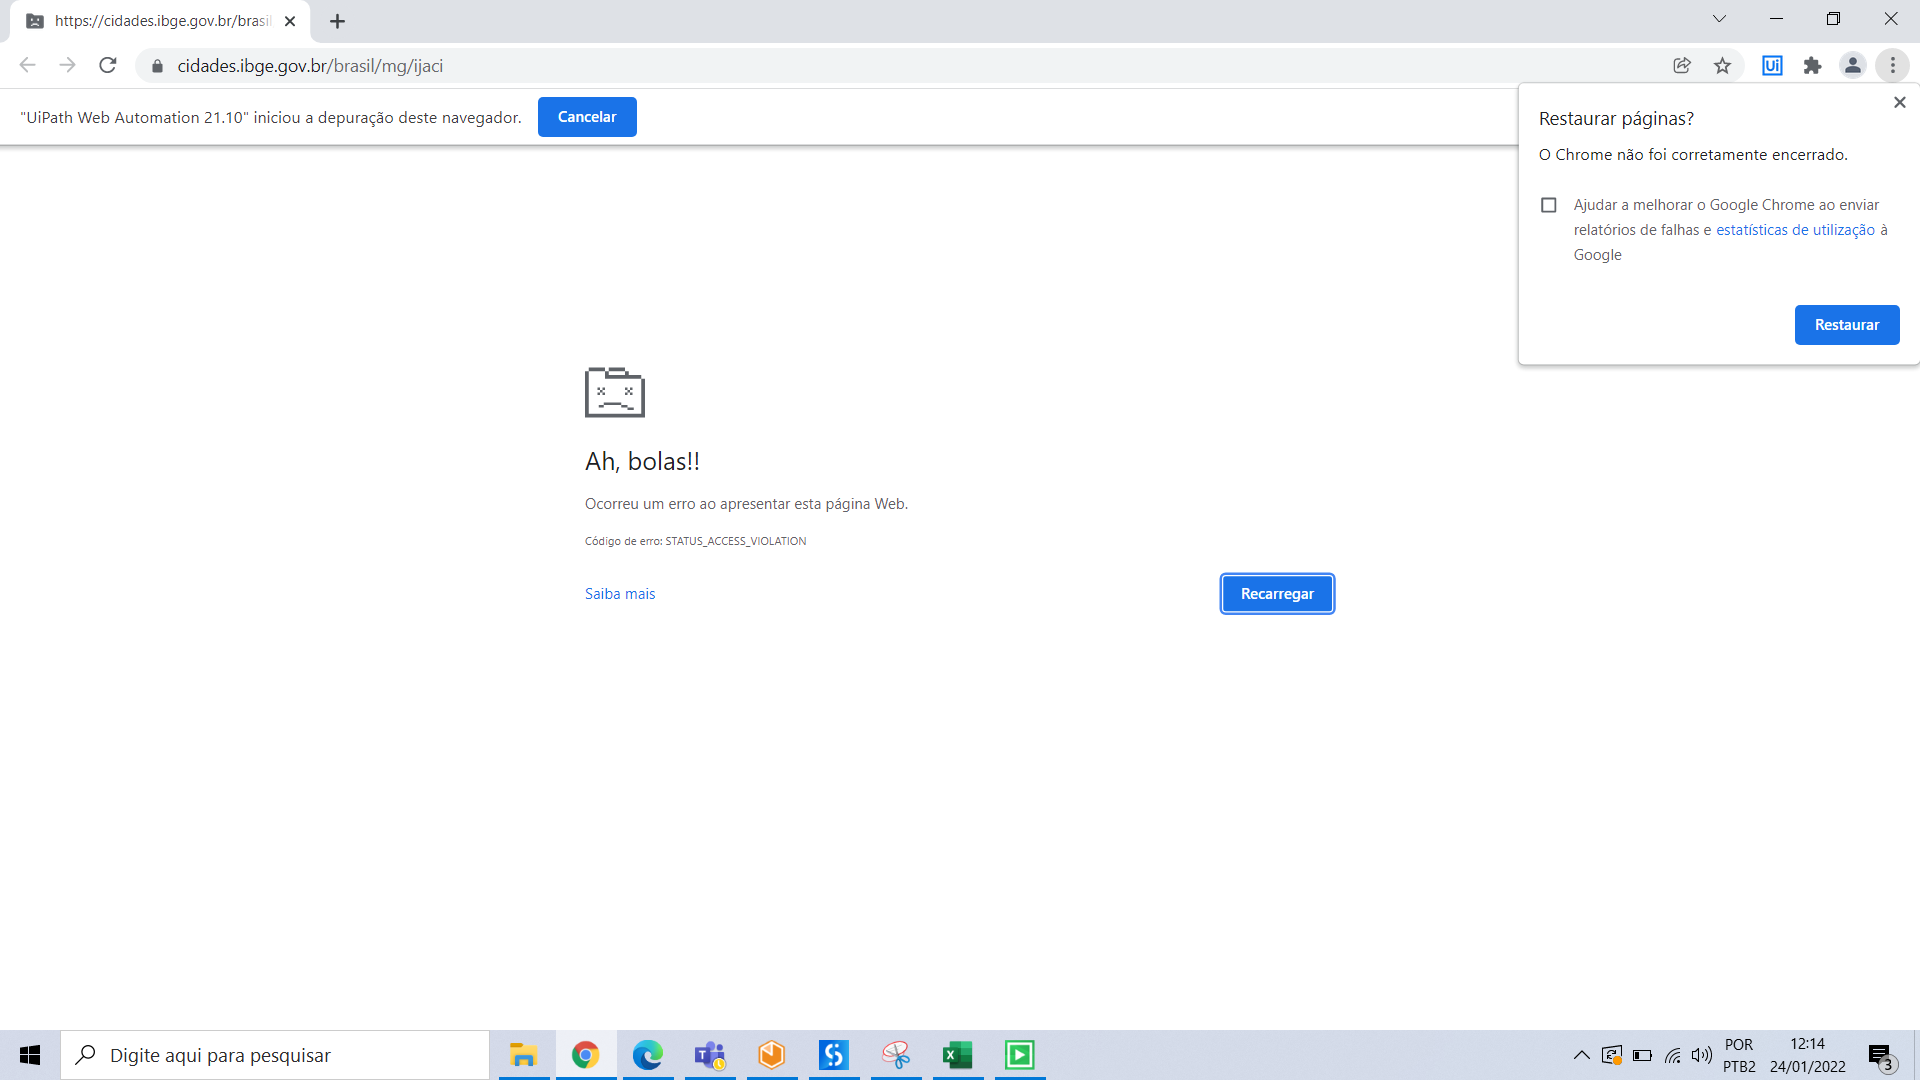 https://cidades.ibge.gov.br/brasil
cidades.ibge.gov.br/brasil/mg/ijaci
Ui
"UiPath Web Automation 21.10" iniciou a depuração deste navegador.
Cancelar
Restaurar páginas?
O Chrome não foi corretamente encerrado.
Ajudar a melhorar o Google Chrome ao enviar
relatórios de falhas e estatísticas de utilização à
Google
Restaurar
Ah, bolas!!
Ocorreu um erro ao apresentar esta página Web.
Código de erro: STATUS_ACCESS_VIOLATION
Saiba mais
Recarregar
Digite aqui para pesquisar
POR
PTB2
12:14
24/01/2022
3